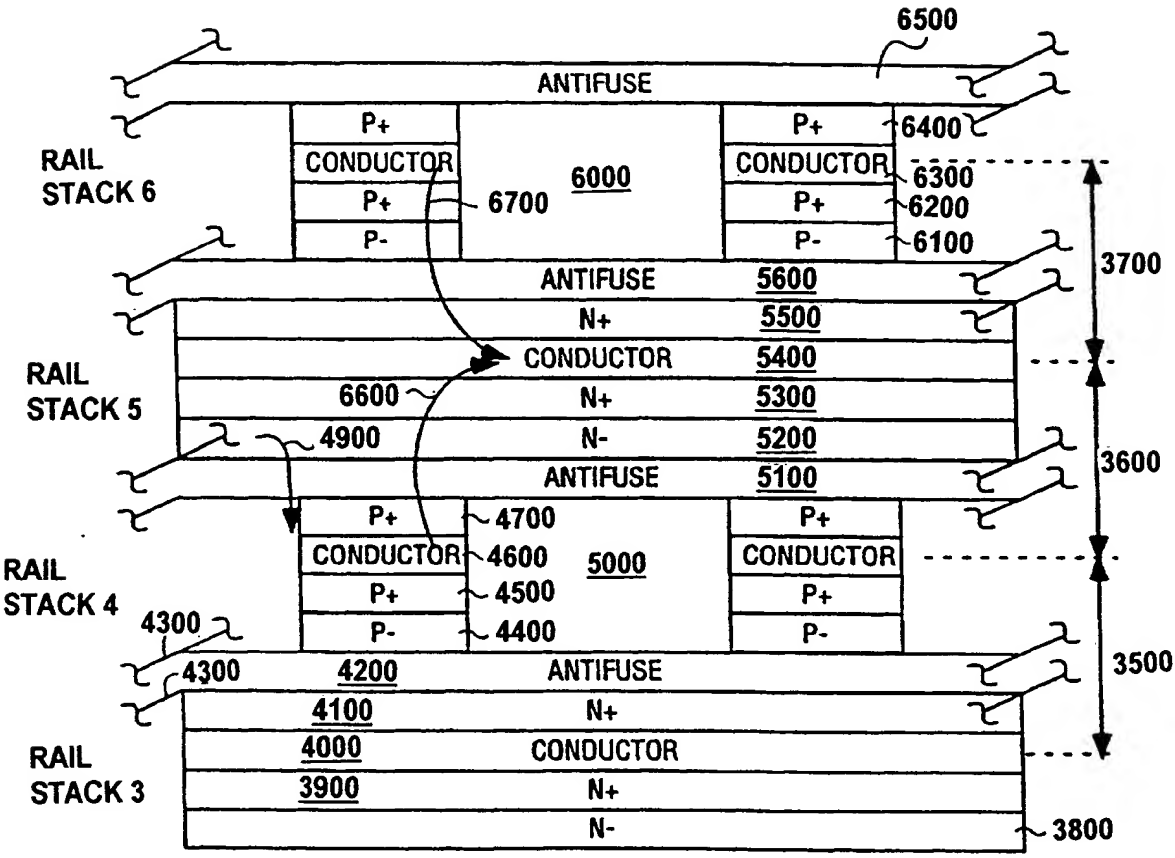 6500
ANTIFUSE
P+ P+ 6400
RAIL STACK 6
CONDUCTOR 6000 CONDUCTOR 6300
P+ 6700 P+ 6200
P- P- 6100
3700
ANTIFUSE 5600
N+ 5500
RAIL STACK 5
CONDUCTOR 5400
6600 N+ 5300
4900 N- 5200
3600
ANTIFUSE 5100
P+ 4700 P+
RAIL STACK 4
CONDUCTOR 4600 5000 CONDUCTOR
P+ 4500 P+
P- 4400 P-
4300
3500
4300 4200 ANTIFUSE
4100 N+
RAIL STACK 3
4000 CONDUCTOR
3900 N+
N- 3800